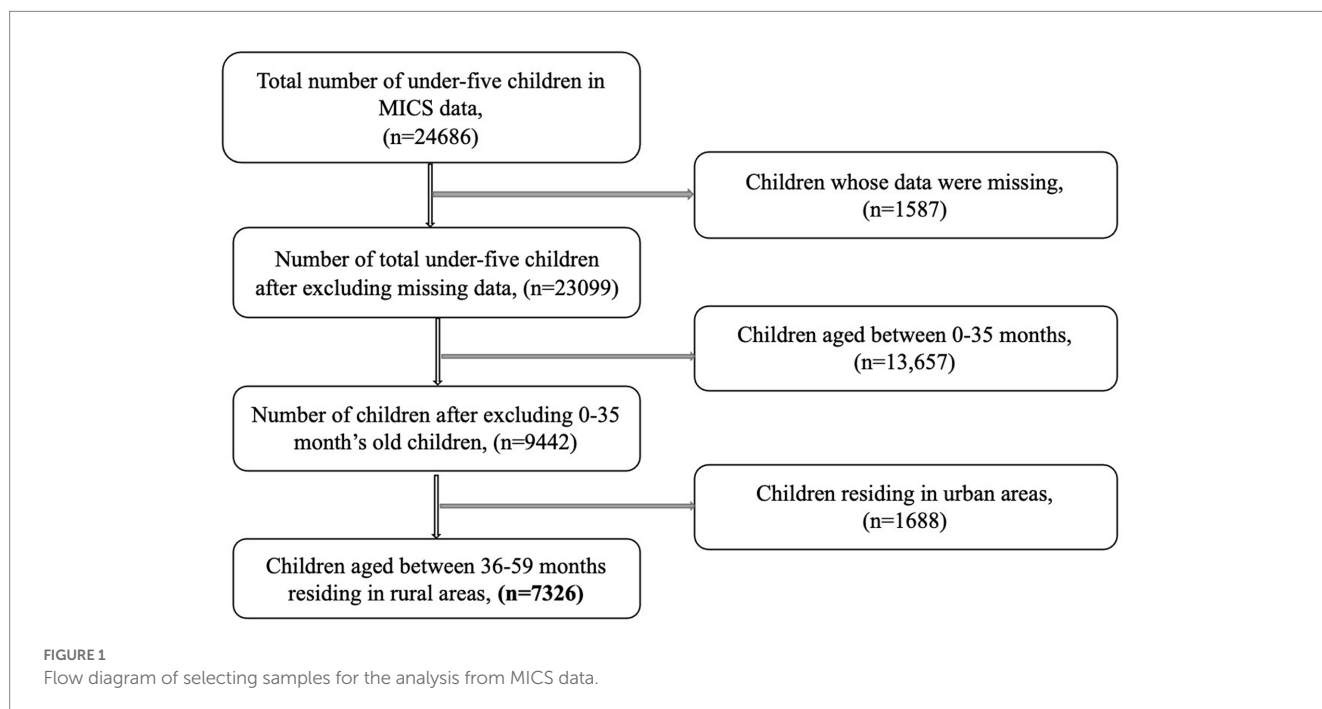 Total number of under-five children in
MICS data,
(n=24686)
Children whose data were missing,
(n=1587)
Number of total under-five children
after excluding missing data, (n=23099)
Children aged between 0-35 months,
(n=13,657)
Number of children after excluding 0-35
month’s old children, (n=9442)
Children residing in urban areas,
(n=1688)
Children aged between 36-59 months
residing in rural areas, (n=7326)
FIGURE 1
Flow diagram of selecting samples for the analysis from MICS data.